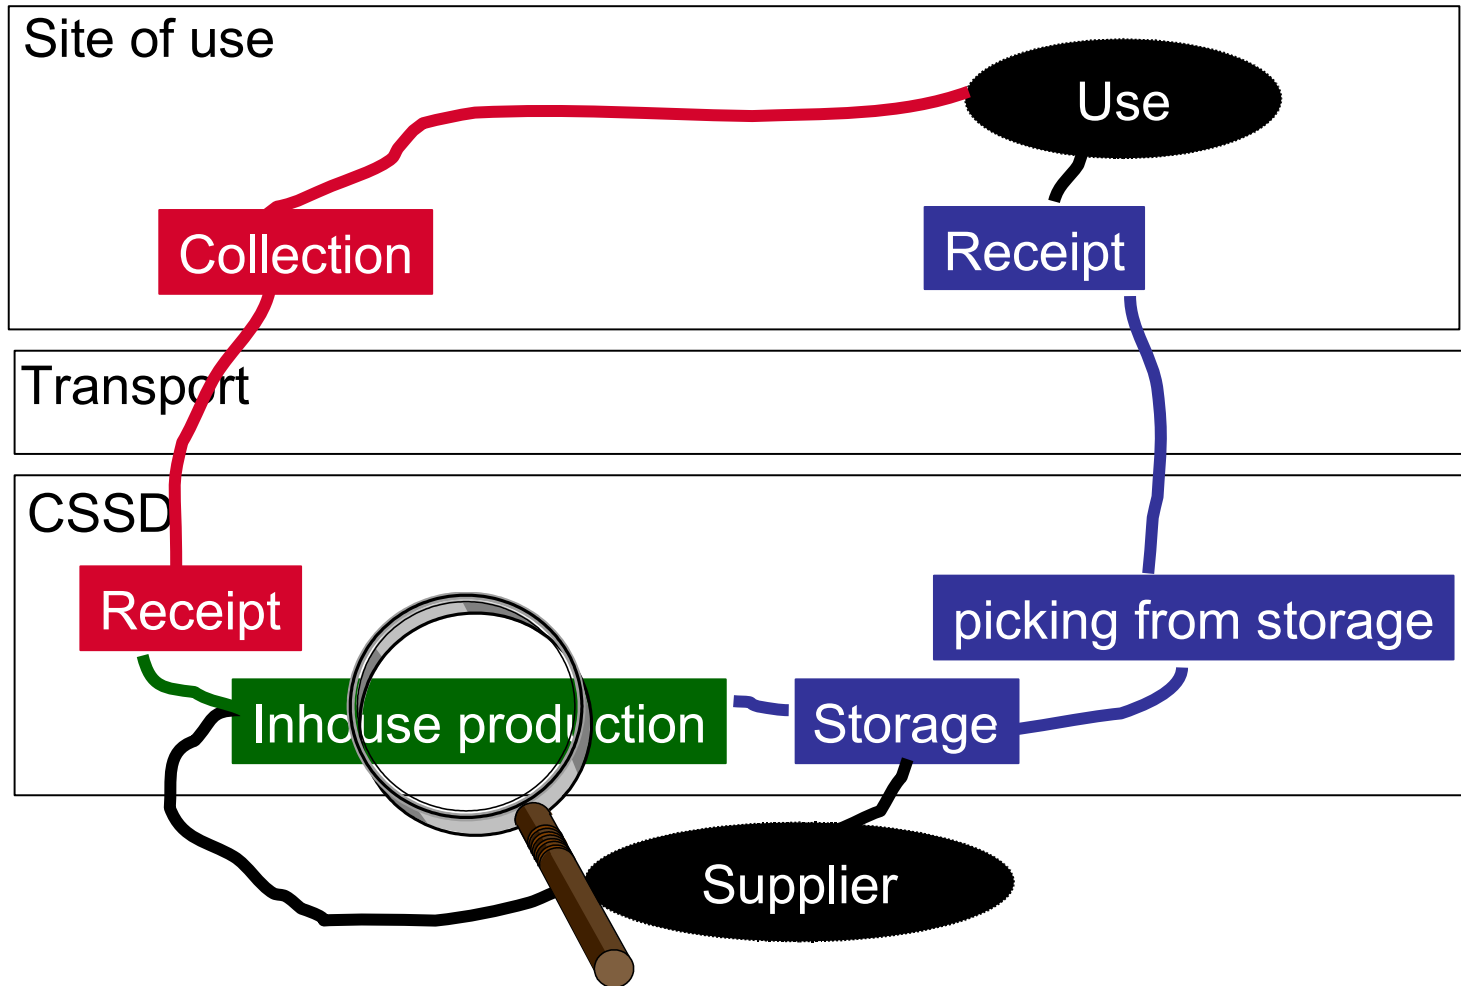 Site of use
Use
Collection
Receipt
Transport
CSSD
Receipt
picking from storage
Inhouse production
Storage
Supplier